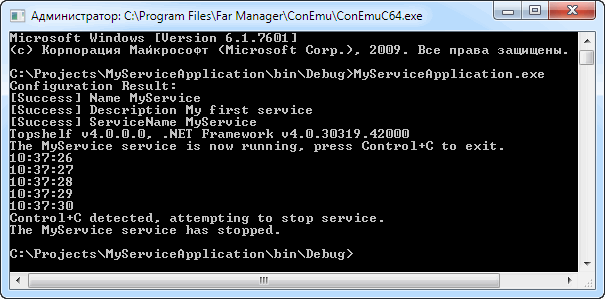 Администратор: C:\Program Files\Far Manager\ConEmu\ConEmuC64.exe
Microsoft Windows [Version 6.1.7601]
(c) Корпорация Майкрософт (Microsoft Corp.), 2009. Все права защищены.
C:\Projects\MyServiceApplication\bin\Debug>MyServiceApplication.exe
Configuration Result:
[Success] Name MyService
[Success] Description My first service
[Success] ServiceName MyService
Topshelf v4.0.0.0, .NET Framework v4.0.30319.42000
The MyService service is now running, press Control+C to exit.
10:37:26
10:37:27
10:37:28
10:37:29
10:37:30
Control+C detected, attempting to stop service.
The MyService service has stopped.
C:\Projects\MyServiceApplication\bin\Debug>